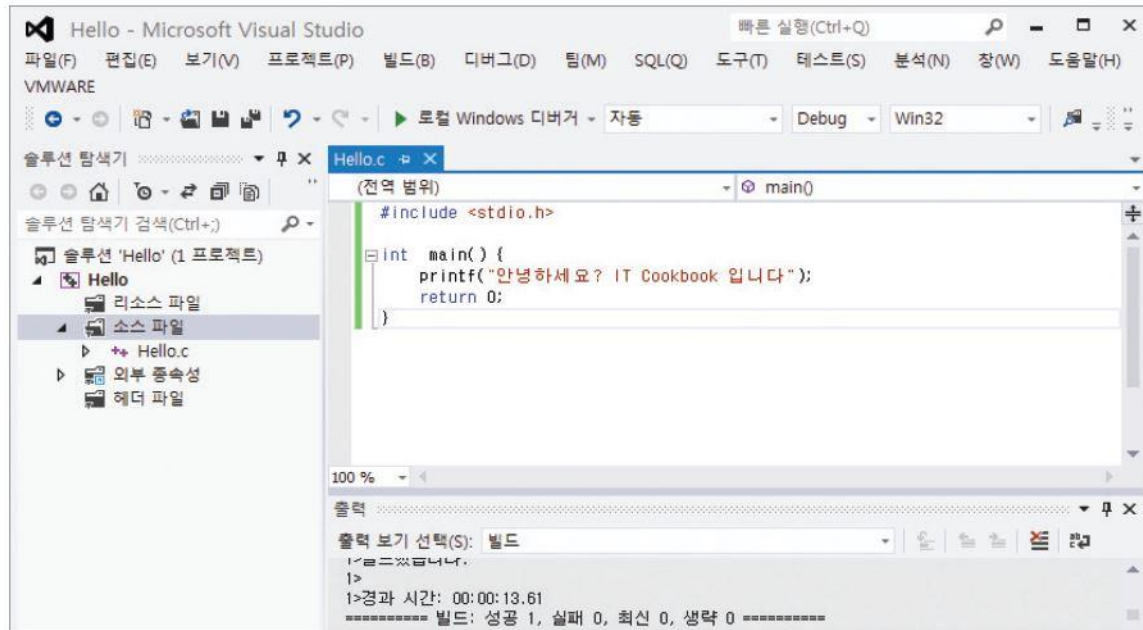 Hello - Microsoft Visual Studio
빠른 실행(Ctrl+Q)
파일(F) 편집(E) 보기(V) 프로젝트(P) 빌드(B) 디버그(D) 팀(M) SQL(Q) 도구(T) 테스트(S) 분석(N) 창(W) 도움말(H)
VMWARE
로컬 Windows 디버거 자동 Debug Win32
솔루션 탐색기
솔루션 탐색기 검색(Ctrl+;)
솔루션 'Hello' (1 프로젝트)
Hello
리소스 파일
소스 파일
Hello.c
외부 종속성
헤더 파일
Hello.c
(전역 범위) main()
#include <stdio.h>
int main() {
printf("안녕하세요? IT Cookbook 입니다");
return 0;
}
100 %
출력
출력 보기 선택(S): 빌드
1>
1>경과 시간: 00:00:13.61
========== 빌드: 성공 1, 실패 0, 최신 0, 생략 0 ==========